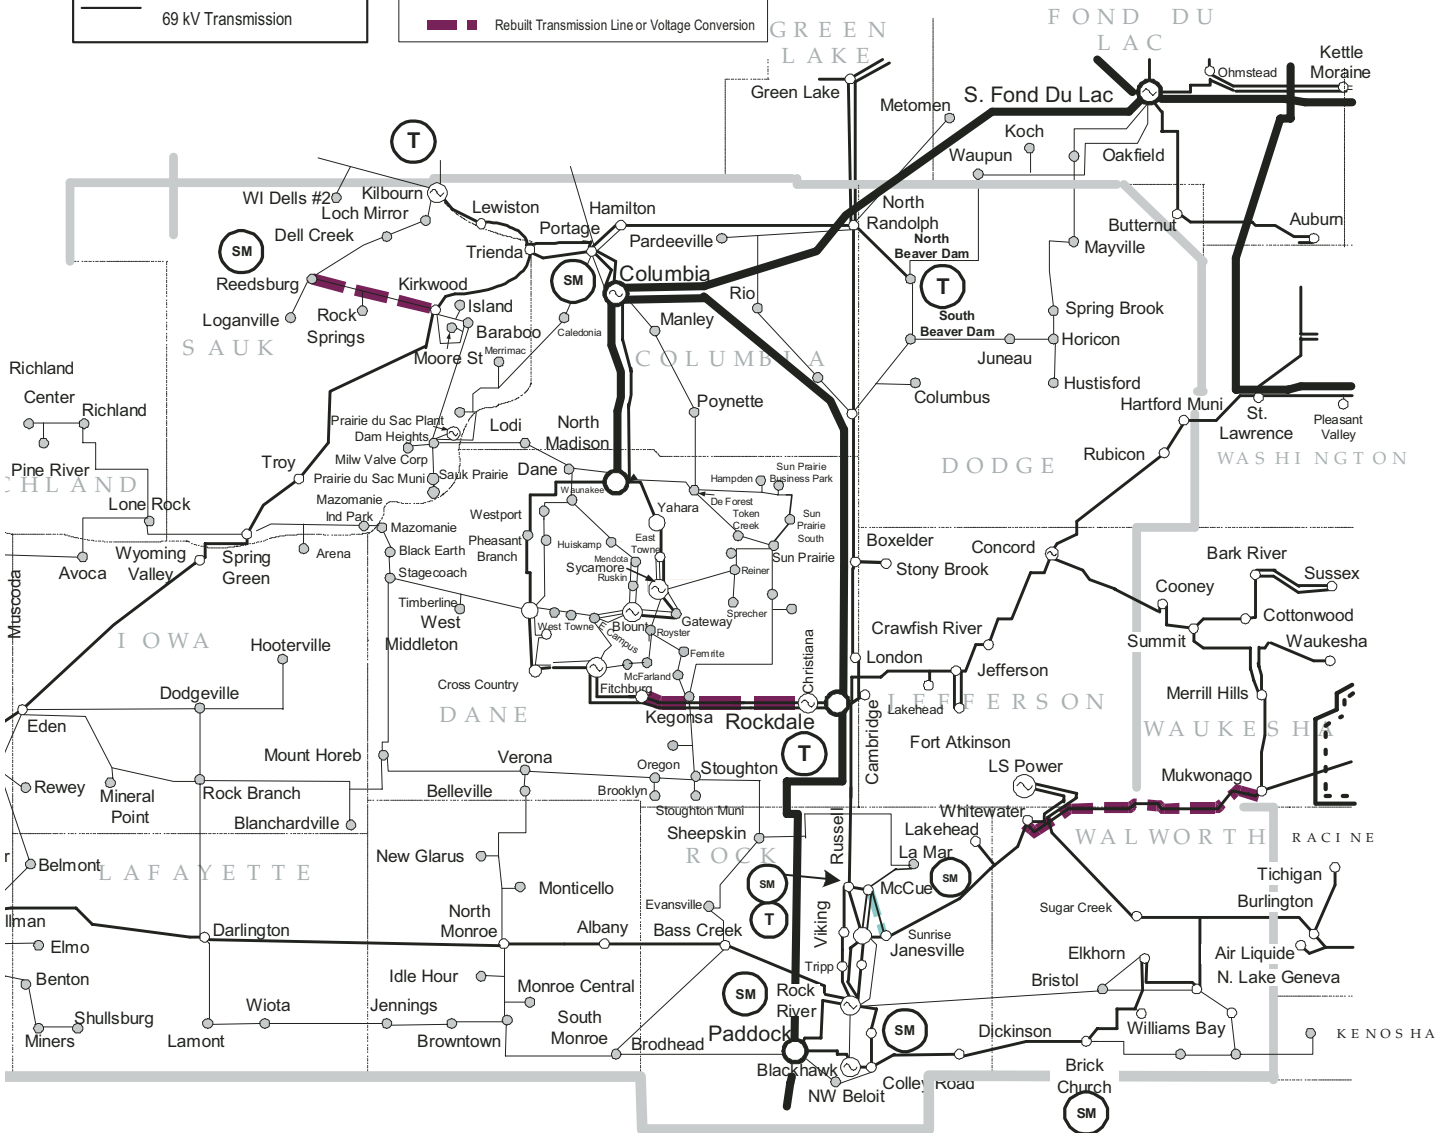 69 kV Transmission
Rebuilt Transmission Line or Voltage Conversion
GREEN
LAKE
FOND DU
LAC
Kettle
Moraine
Ohmstead
Green Lake
S. Fond Du Lac
Metomen
Koch
Waupun
Oakfield
T
WI Dells #2
Kilbourn
Loch Mirror
Dell Creek
Lewiston
Hamilton
Portage
Pardeeville
North
Randolph
North
Beaver Dam
Butternut
Auburn
Mayville
SM
Trienda
SM
Columbia
T
Reedsburg
Kirkwood
Island
Rio
Loganville
Rock
Springs
Baraboo
Caledonia
Manley
South
Beaver Dam
Spring Brook
Horicon
SAUK
Moore St
Merrimac
COLUMBIA
Juneau
Hustisford
Richland
Center
Richland
Columbus
Poynette
Prairie du Sac Plant
Dam Heights
Lodi
North
Madison
Hartford Muni
St.
Lawrence
Pleasant
Valley
Pine River
CHLAND
Troy
Milw Valve Corp
Prairie du Sac Muni
Sauk Prairie
Dane
Hampden
Sun Prairie
Business Park
DODGE
Rubicon
WASHINGTON
Lone Rock
Mazomanie
Ind Park
Waunakee
De Forest
Token
Creek
Mazomanie
Westport
Yahara
Sun
Prairie
South
Wyoming
Valley
Spring
Green
Arena
Black Earth
Pheasant
Branch
Huiskamp
East
Towne
Mendota
Sycamore
Ruskin
Sun Prairie
Boxelder
Stony Brook
Concord
Bark River
Sussex
Avoca
Stagecoach
Reiner
Cooney
Muscoda
Timberline
West
Middleton
West Towne
Blount
Gateway
Sprecher
Cottonwood
Summit
Waukesha
IOWA
E. Campus
Royster
Crawfish River
Hooterville
Femrite
Christiana
London
Jefferson
Cross Country
McFarland
Fitchburg
Merrill Hills
Dodgeville
DANE
Kegonsa
Rockdale
Cambridge
Lakehead
JEFFERSON
Eden
WAUKESHA
Fort Atkinson
Mount Horeb
Verona
Oregon
Stoughton
T
LS Power
Mukwonago
Rewey
Mineral
Point
Rock Branch
Belleville
Brooklyn
Stoughton Muni
Blanchardville
Sheepskin
Russell
Whitewater
Lakehead
WALWORTH
RACINE
Belmont
LAFAYETTE
New Glarus
ROCK
La Mar
SM
McCue
SM
Tichigan
Monticello
Evansville
T
Viking
Sugar Creek
Burlington
llman
Darlington
North
Monroe
Albany
Bass Creek
Sunrise
Janesville
Elmo
Elkhorn
Air Liquide
Benton
Idle Hour
Tripp
Bristol
N. Lake Geneva
Monroe Central
SM
Rock
River
Shullsburg
Miners
Wiota
Jennings
South
Monroe
SM
Williams Bay
KENOSHA
Lamont
Browntown
Brodhead
Paddock
Dickinson
Blackhawk
Colley Road
Brick
Church
NW Beloit
SM